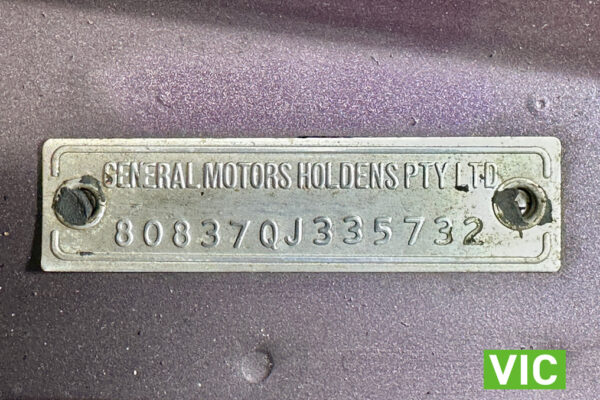 GENERAL MOTORS HOLDENS PTY LTD
80837QJ335732
VIC